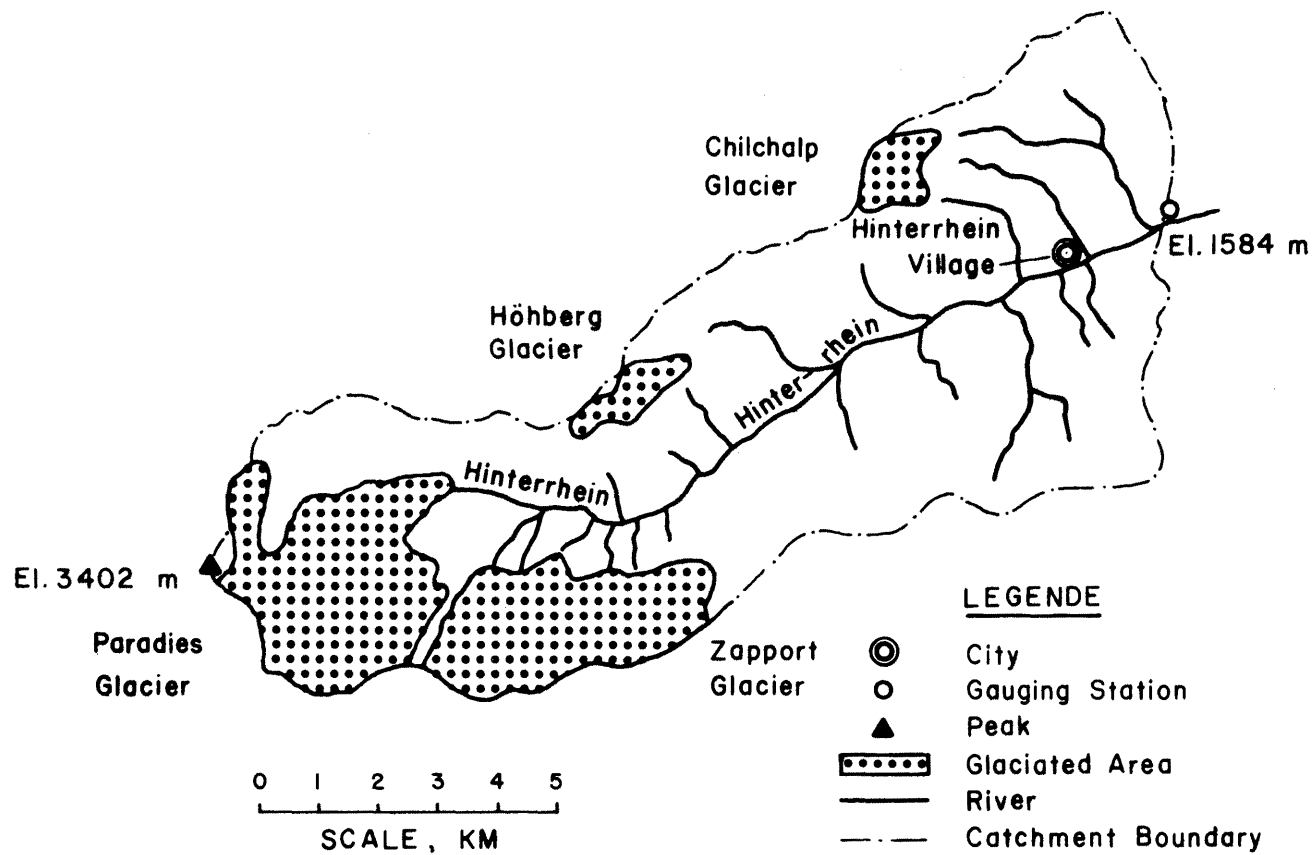 Chilchalp
Glacier
Hinterrhein
Village
El. 1584 m
Höhberg
Glacier
Hinter-rhein
Hinterrhein
El. 3402 m
Paradies
Glacier
Zapport
Glacier
LEGENDE
City
Gauging Station
Peak
Glaciated Area
River
Catchment Boundary
0 1 2 3 4 5
SCALE, KM